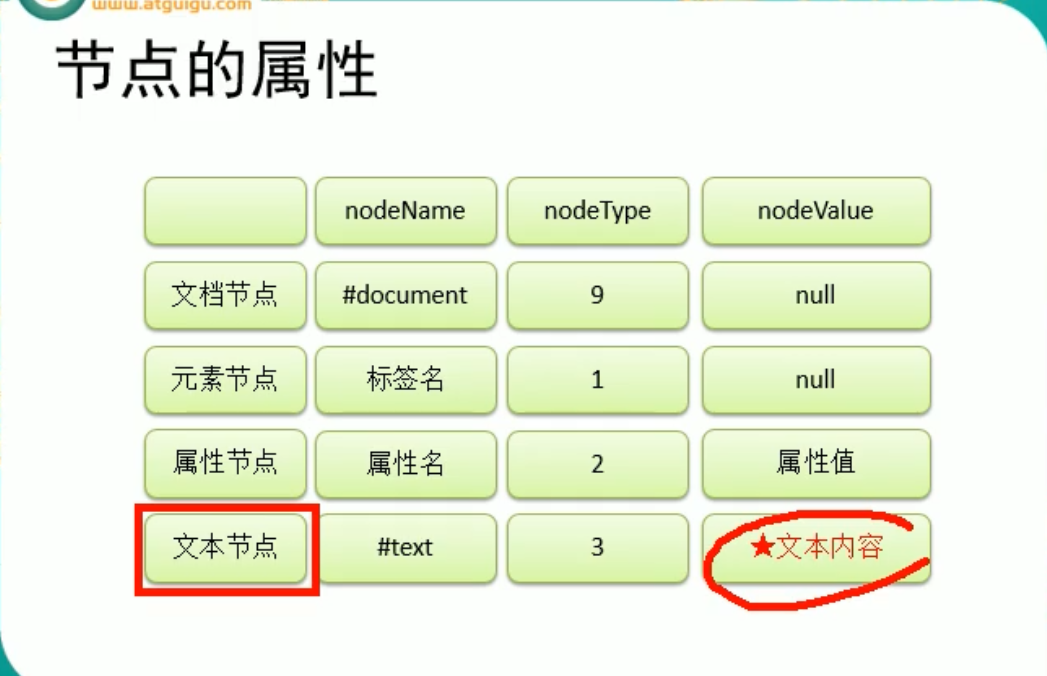 www.atguigu.com
节点的属性
nodeName nodeType nodeValue
文档节点 #document 9 null
元素节点 标签名 1 null
属性节点 属性名 2 属性值
文本节点 #text 3 ★文本内容